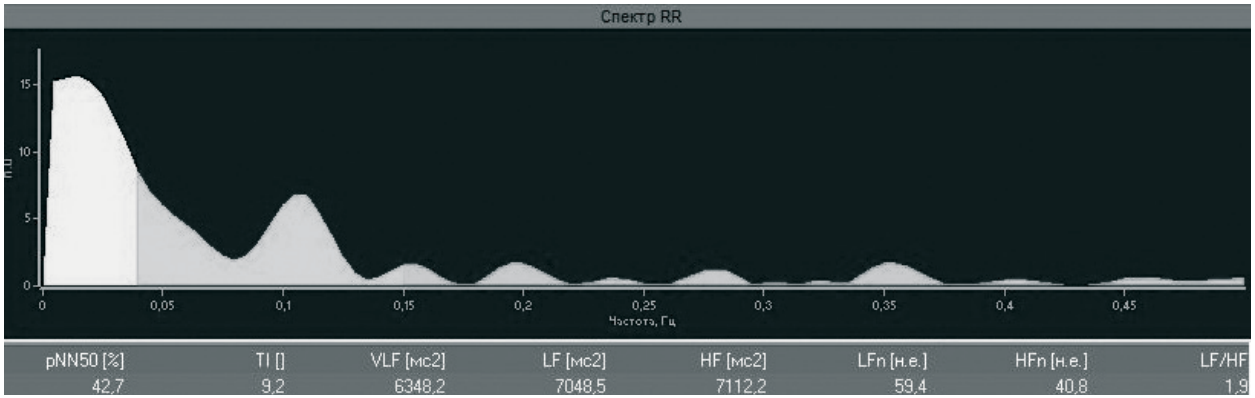 Спектр RR
15
10
5
0
0 0,05 0,1 0,15 0,2 0,25 0,3 0,35 0,4 0,45
Частота, Гц
pNN50 [%] TI [] VLF [мс2] LF [мс2] HF [мс2] LFn [н.е.] HFn [н.е.] LF/HF
42,7 9,2 6348,2 7048,5 7112,2 59,4 40,8 1,9